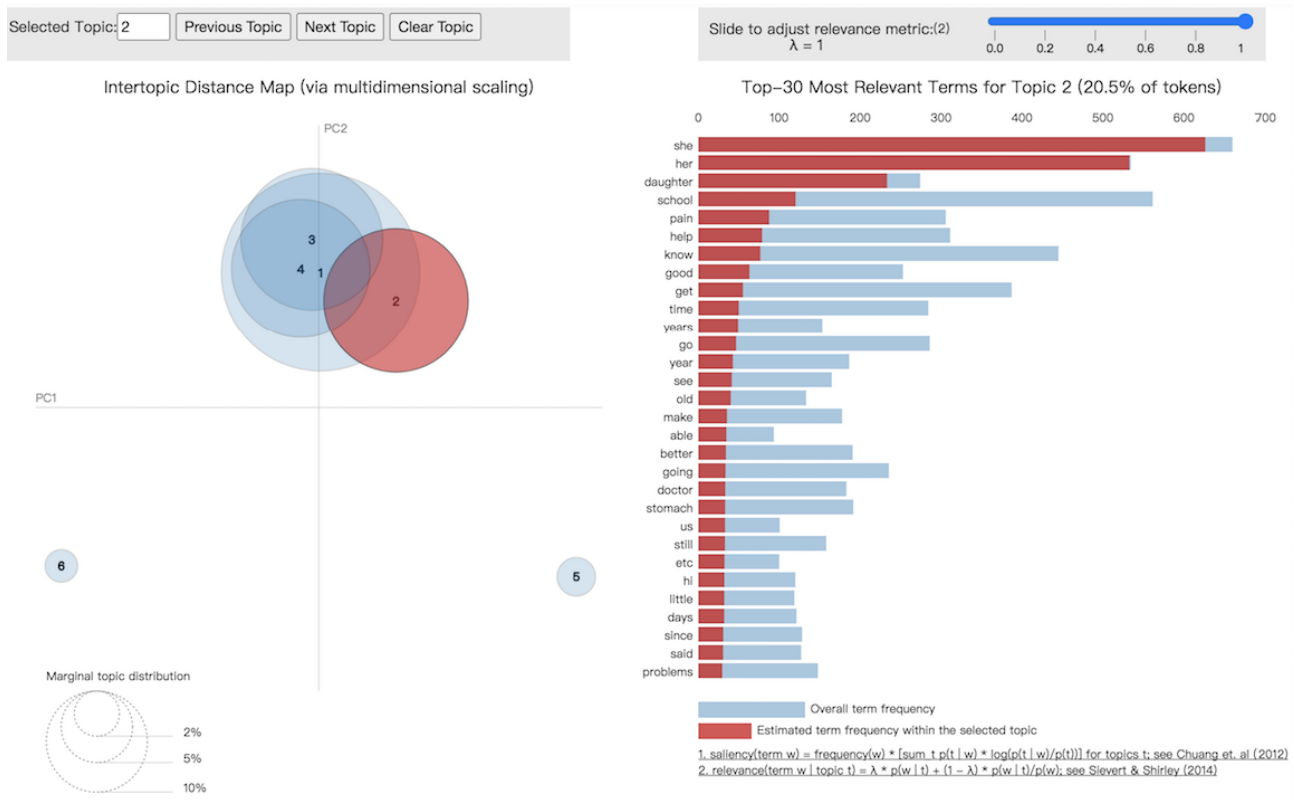 Selected Topic: 2 Previous Topic Next Topic Clear Topic
Slide to adjust relevance metric:(2)
λ = 1
0.0 0.2 0.4 0.6 0.8 1
Intertopic Distance Map (via multidimensional scaling)
PC2
PC1
3
4
1
2
6
5
Marginal topic distribution
2%
5%
10%
Top-30 Most Relevant Terms for Topic 2 (20.5% of tokens)
0 100 200 300 400 500 600 700
she
her
daughter
school
pain
help
know
good
get
time
years
go
year
see
old
make
able
better
going
doctor
stomach
us
still
etc
hi
little
days
since
said
problems
Overall term frequency
Estimated term frequency within the selected topic
1. saliency(term w) = frequency(w) * [sum_t p(t | w) * log(p(t | w)/p(t))] for topics t; see Chuang et. al (2012)
2. relevance(term w | topic t) = λ * p(w | t) + (1 - λ) * p(w | t)/p(w); see Sievert & Shirley (2014)